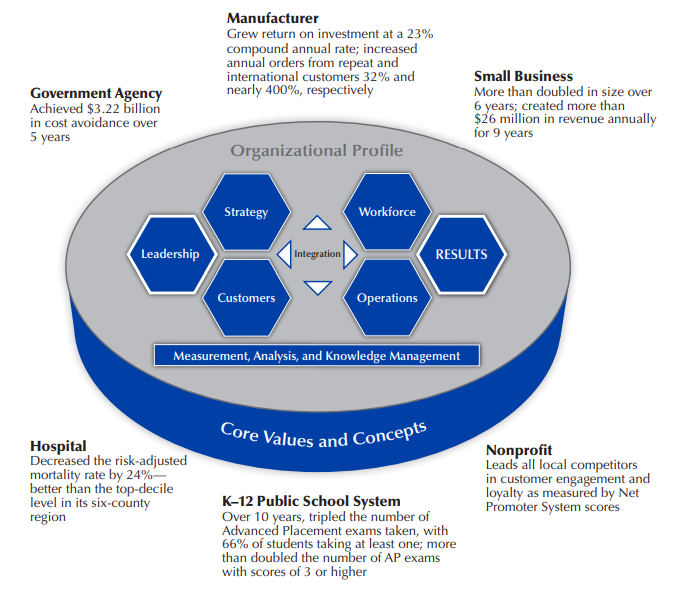 Manufacturer
Grew return on investment at a 23%
compound annual rate; increased
annual orders from repeat and
international customers 32% and
nearly 400%, respectively
Government Agency
Achieved $3.22 billion
in cost avoidance over
5 years
Small Business
More than doubled in size over
6 years; created more than
$26 million in revenue annually
for 9 years
Organizational Profile
Strategy
Workforce
Leadership
Integration
RESULTS
Customers
Operations
Measurement, Analysis, and Knowledge Management
Core Values and Concepts
Hospital
Decreased the risk-adjusted
mortality rate by 24%—
better than the top-decile
level in its six-county
region
K–12 Public School System
Over 10 years, tripled the number of
Advanced Placement exams taken, with
66% of students taking at least one; more
than doubled the number of AP exams
with scores of 3 or higher
Nonprofit
Leads all local competitors
in customer engagement and
loyalty as measured by Net
Promoter System scores